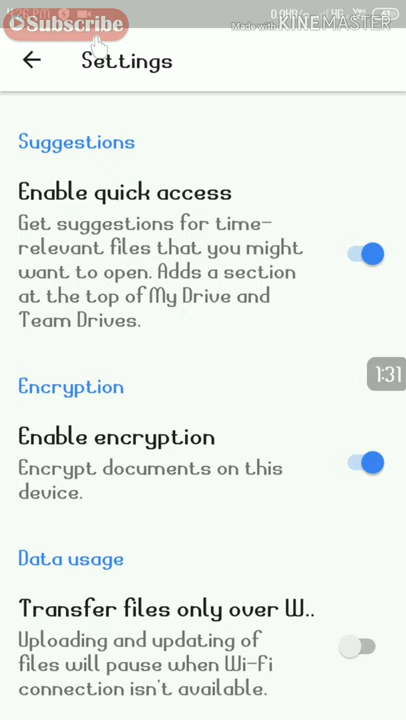 Subscribe
Made with KINEMASTER
Settings
Suggestions
Enable quick access
Get suggestions for time-
relevant files that you might
want to open. Adds a section
at the top of My Drive and
Team Drives.
1:31
Encryption
Enable encryption
Encrypt documents on this
device.
Data usage
Transfer files only over W..
Uploading and updating of
files will pause when Wi-Fi
connection isn't available.